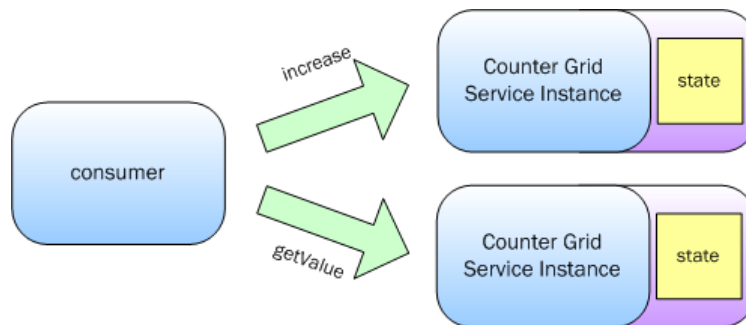 increase
Counter Grid
Service Instance
state
consumer
getValue
Counter Grid
Service Instance
state